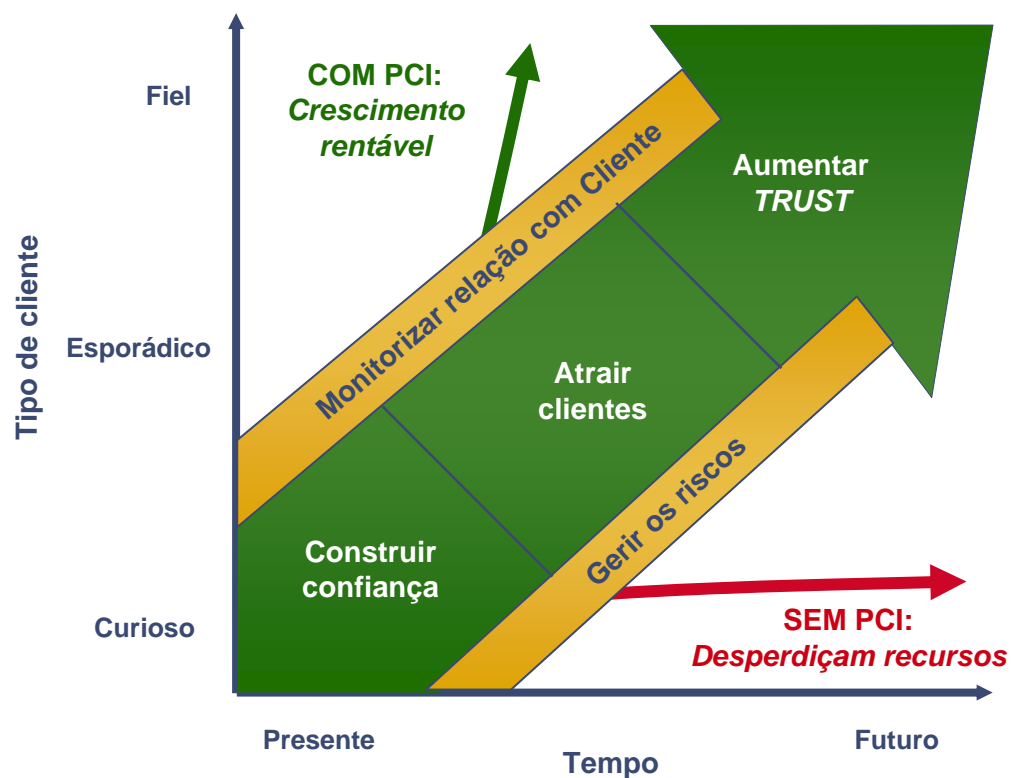 COM PCI:
Crescimento
rentável
Fiel
Aumentar
TRUST
Monitorizar relação com Cliente
Tipo de cliente
Esporádico
Atrair
clientes
Gerir os riscos
Construir
confiança
Curioso
SEM PCI:
Desperdiçam recursos
Presente
Tempo
Futuro